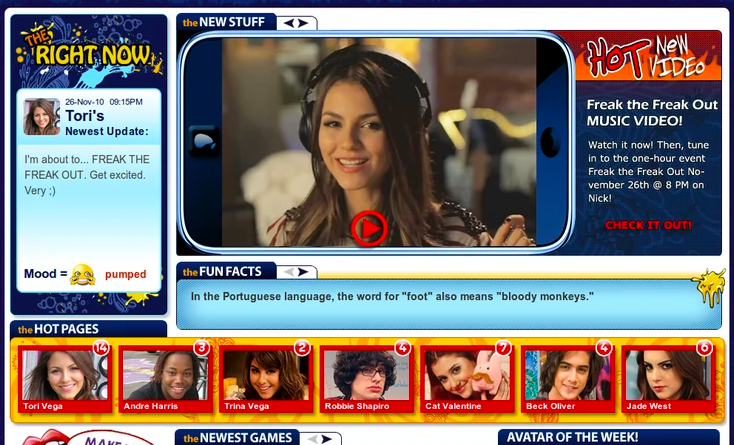 THE
RIGHT NOW
26-Nov-10 09:15PM
Tori's
Newest Update:
I'm about to... FREAK THE
FREAK OUT. Get excited.
Very ;)
Mood =
pumped
the NEW STUFF
HOT NEW
VIDEO
Freak the Freak Out
MUSIC VIDEO!
Watch it now! Then, tune
in to the one-hour event
Freak the Freak Out No-
vember 26th @ 8 PM on
Nick!
CHECK IT OUT!
the FUN FACTS
In the Portuguese language, the word for "foot" also means "bloody monkeys."
the HOT PAGES
14
3
2
4
7
4
6
Tori Vega
Andre Harris
Trina Vega
Robbie Shapiro
Cat Valentine
Beck Oliver
Jade West
MAKE
the NEWEST GAMES
AVATAR OF THE WEEK!